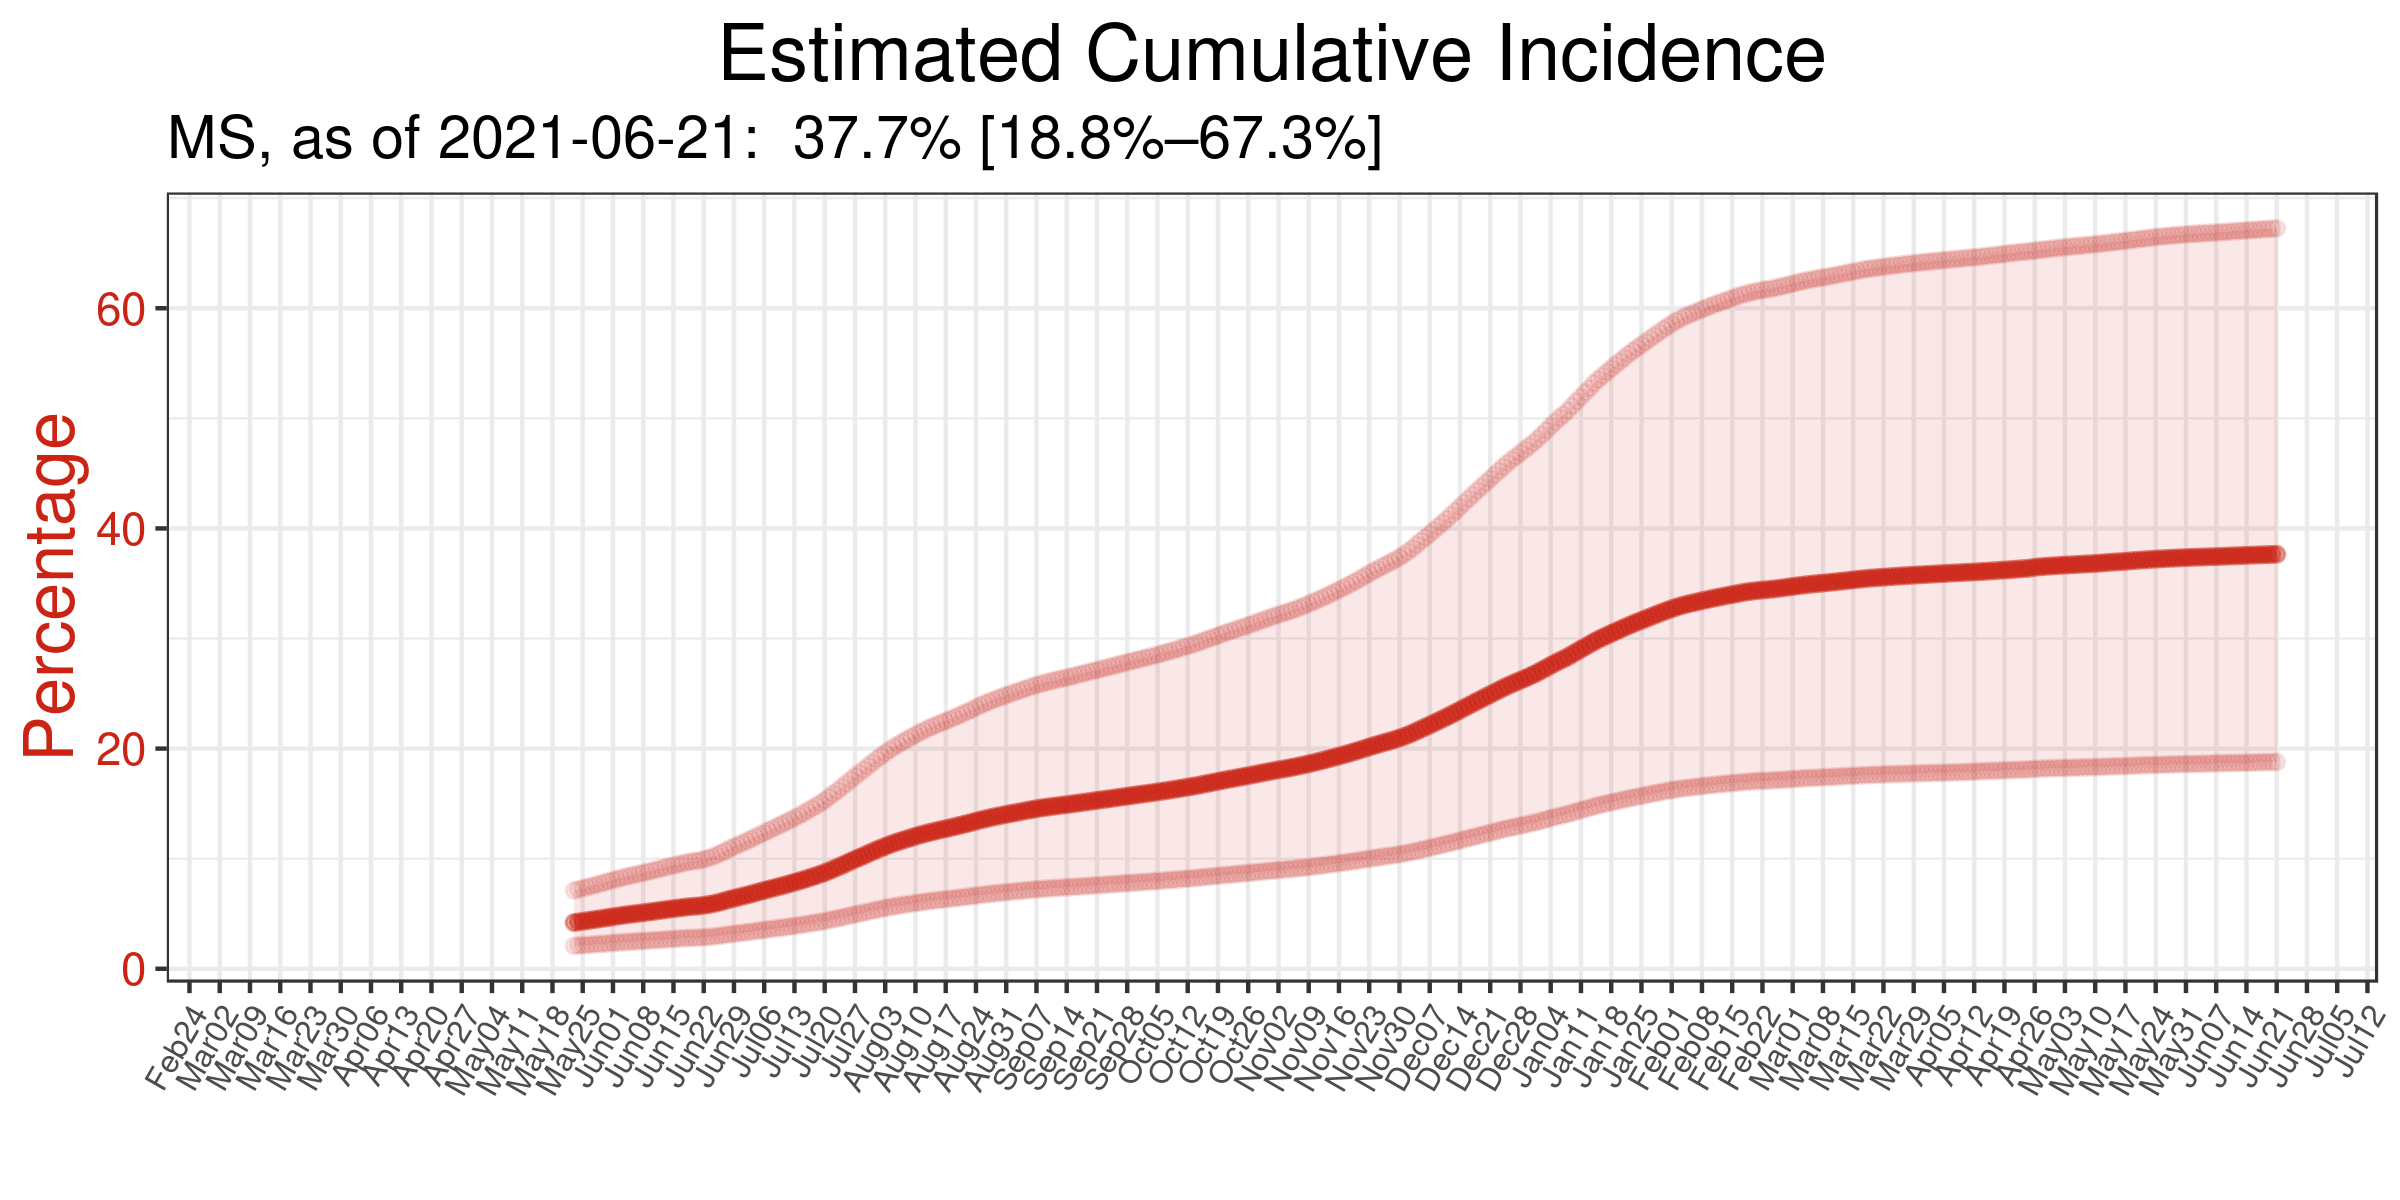 Estimated Cumulative Incidence
MS, as of 2021-06-21: 37.7% [18.8%–67.3%]
Percentage
60
40
20
0
Feb24
Mar02
Mar09
Mar16
Mar23
Mar30
Apr06
Apr13
Apr20
Apr27
May04
May11
May18
May25
Jun01
Jun08
Jun15
Jun22
Jun29
Jul06
Jul13
Jul20
Jul27
Aug03
Aug10
Aug17
Aug24
Aug31
Sep07
Sep14
Sep21
Sep28
Oct05
Oct12
Oct19
Oct26
Nov02
Nov09
Nov16
Nov23
Nov30
Dec07
Dec14
Dec21
Dec28
Jan04
Jan11
Jan18
Jan25
Feb01
Feb08
Feb15
Feb22
Mar01
Mar08
Mar15
Mar22
Mar29
Apr05
Apr12
Apr19
Apr26
May03
May10
May17
May24
May31
Jun07
Jun14
Jun21
Jun28
Jul05
Jul12